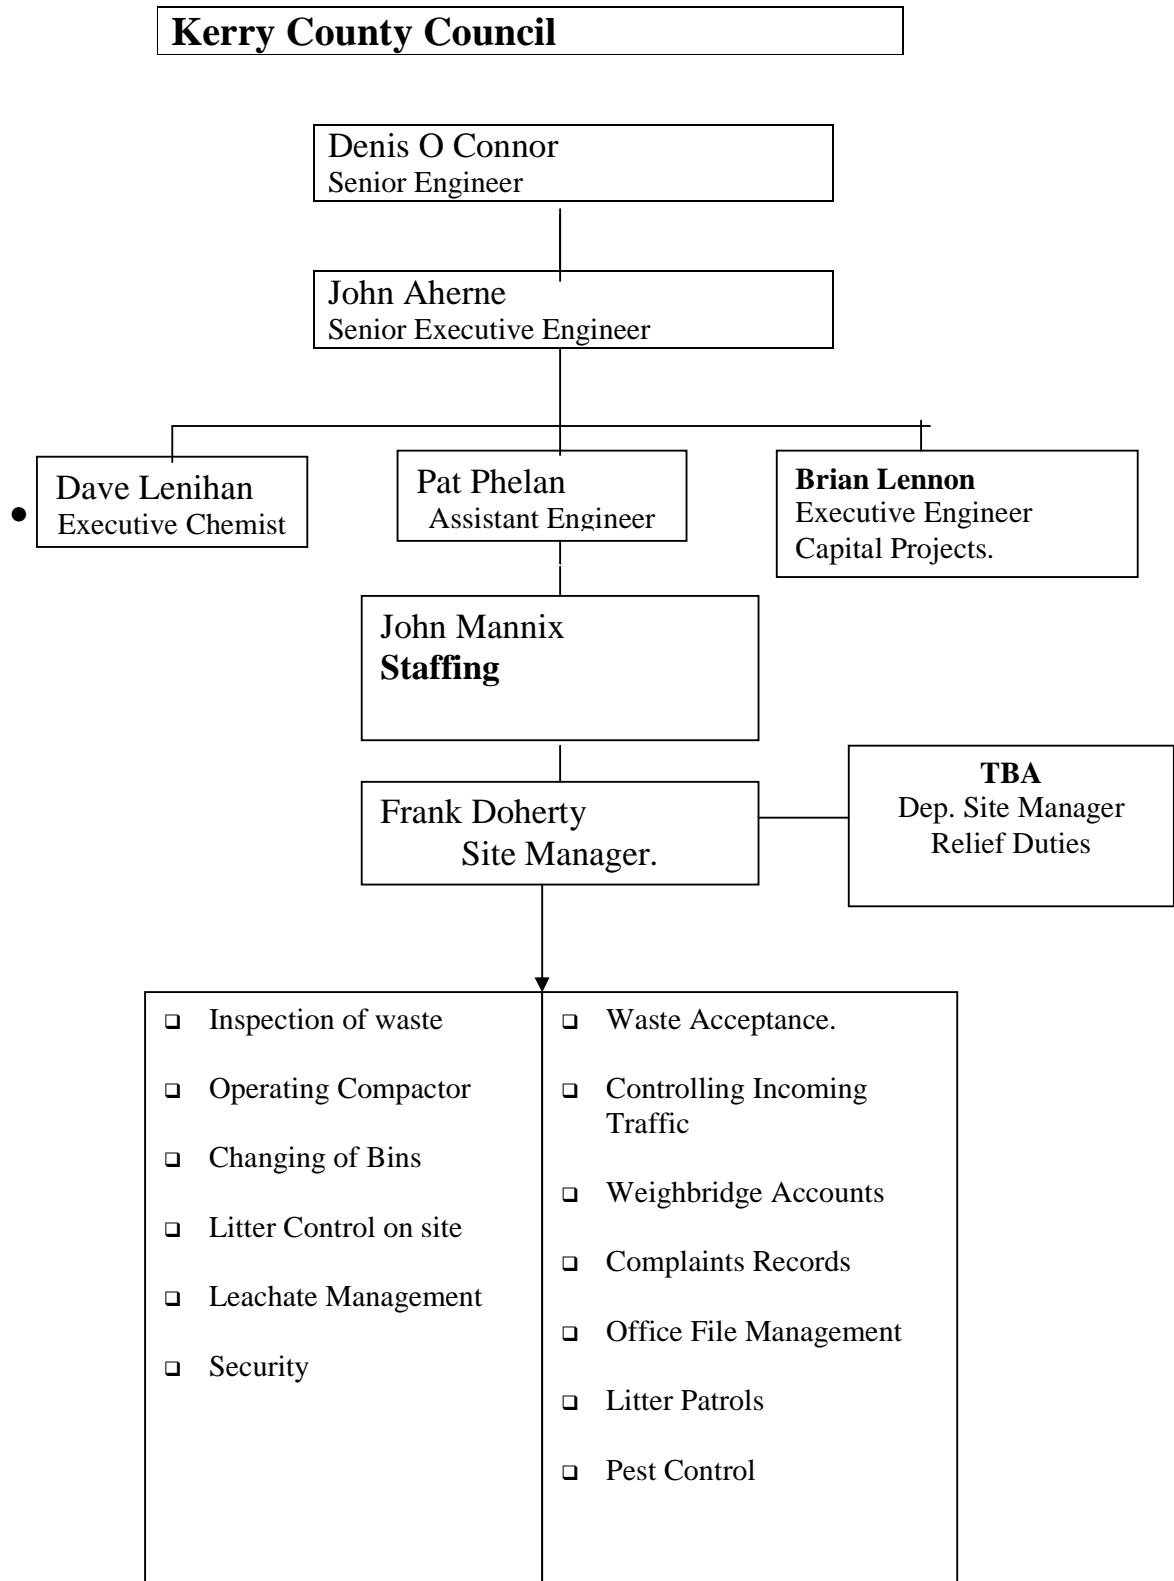 Kerry County Council
Denis O Connor
Senior Engineer
John Aherne
Senior Executive Engineer
Dave Lenihan
Executive Chemist
Pat Phelan
Assistant Engineer
Brian Lennon
Executive Engineer
Capital Projects.
John Mannix
Staffing
Frank Doherty
Site Manager.
TBA
Dep. Site Manager
Relief Duties
Inspection of waste
Operating Compactor
Changing of Bins
Litter Control on site
Leachate Management
Security
Waste Acceptance.
Controlling Incoming
Traffic
Weighbridge Accounts
Complaints Records
Office File Management
Litter Patrols
Pest Control